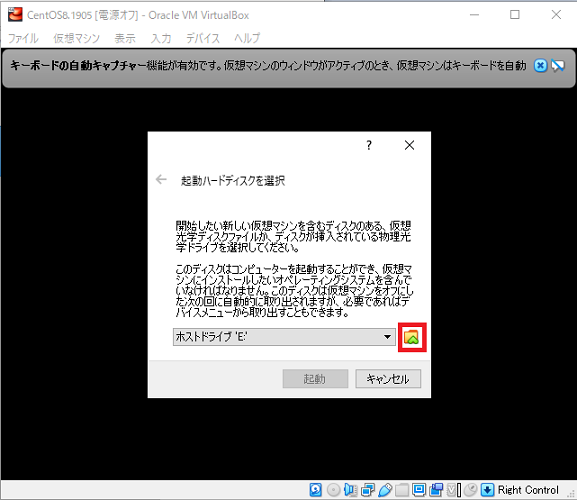 CentOS8.1905 [電源オフ] - Oracle VM VirtualBox
ファイル 仮想マシン 表示 入力 デバイス ヘルプ
キーボードの自動キャプチャー機能が有効です。仮想マシンのウィンドウがアクティブのとき、仮想マシンはキーボードを自動
?
起動ハードディスクを選択
開始したい新しい仮想マシンを含むディスクのある、仮想
光学ディスクファイルか、ディスクが挿入されている物理光
学ドライブを選択してください。
このディスクはコンピューターを起動することができ、仮想マ
シンにインストールしたいオペレーティングシステムを含んで
いなければなりません。このディスクは仮想マシンをオフにし
た次の回に自動的に取り出されますが、必要であればデ
バイスメニューから取り出すこともできます。
ホストドライブ 'E:'
起動 キャンセル
Right Control